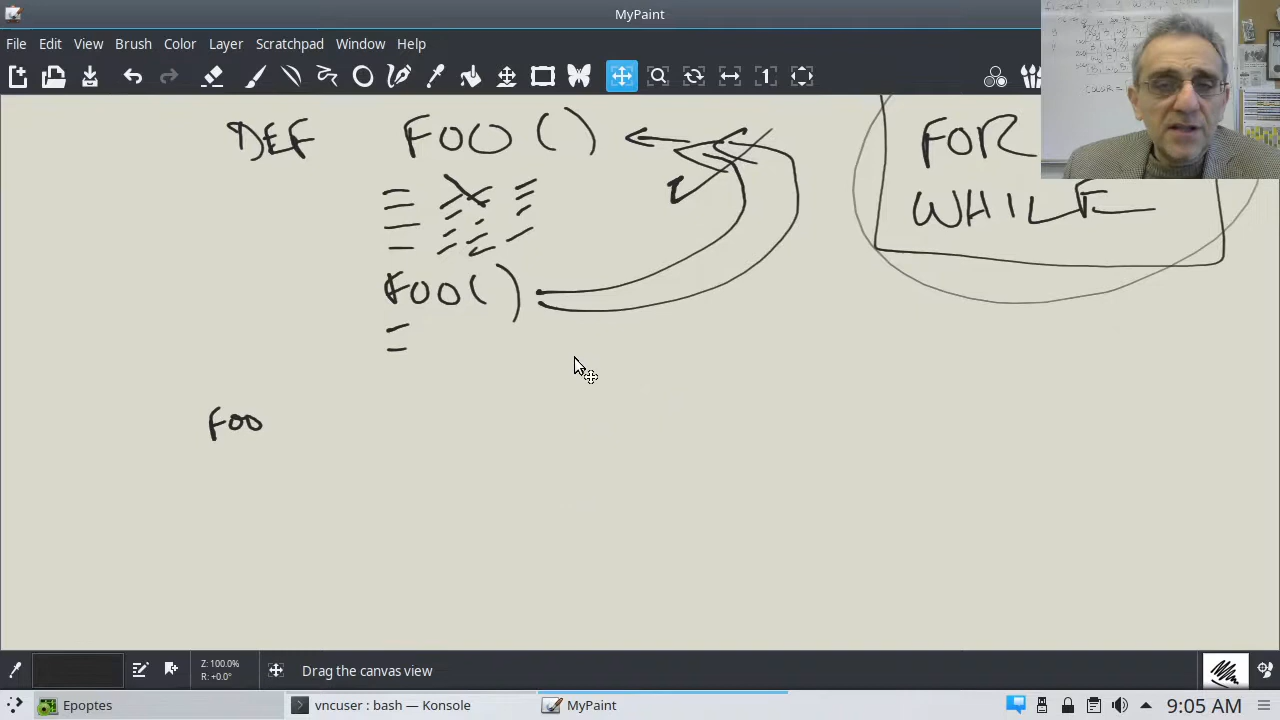 MyPaint
File Edit View Brush Color Layer Scratchpad Window Help
DEF FOO()
FOO()
FOO
FOR
WHILE
Z: 100.0%
R: +0.0°
Drag the canvas view
Epoptes
vncuser : bash — Konsole
MyPaint
9:05 AM